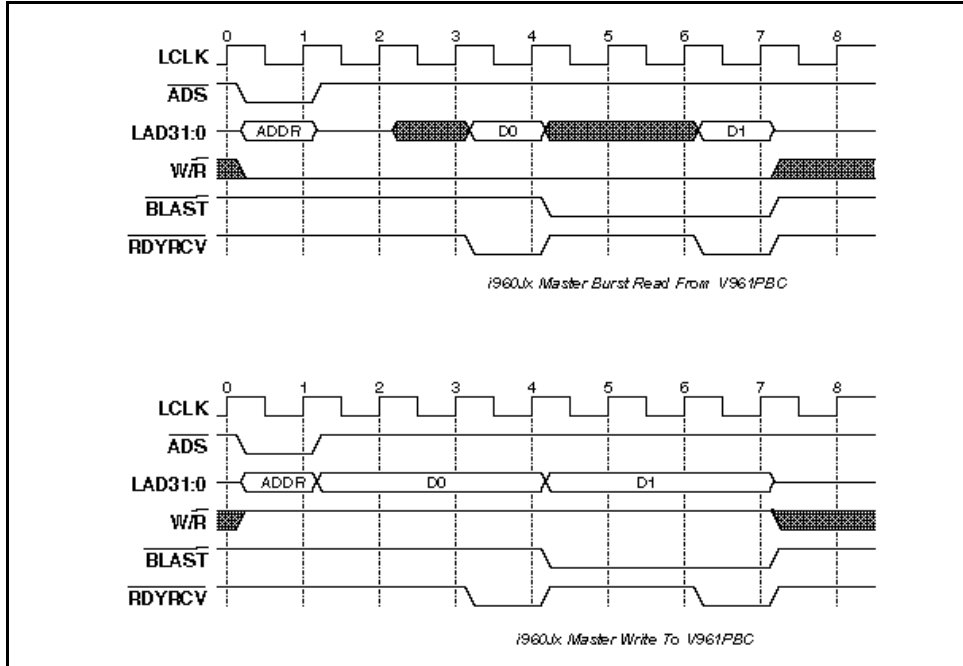 0 1 2 3 4 5 6 7 8
LCLK
ADS
LAD31:0 ADDR D0 D1
W/R
BLAST
RDYRCV
i960Jx Master Burst Read From V961PBC
0 1 2 3 4 5 6 7 8
LCLK
ADS
LAD31:0 ADDR D0 D1
W/R
BLAST
RDYRCV
i960Jx Master Write To V961PBC